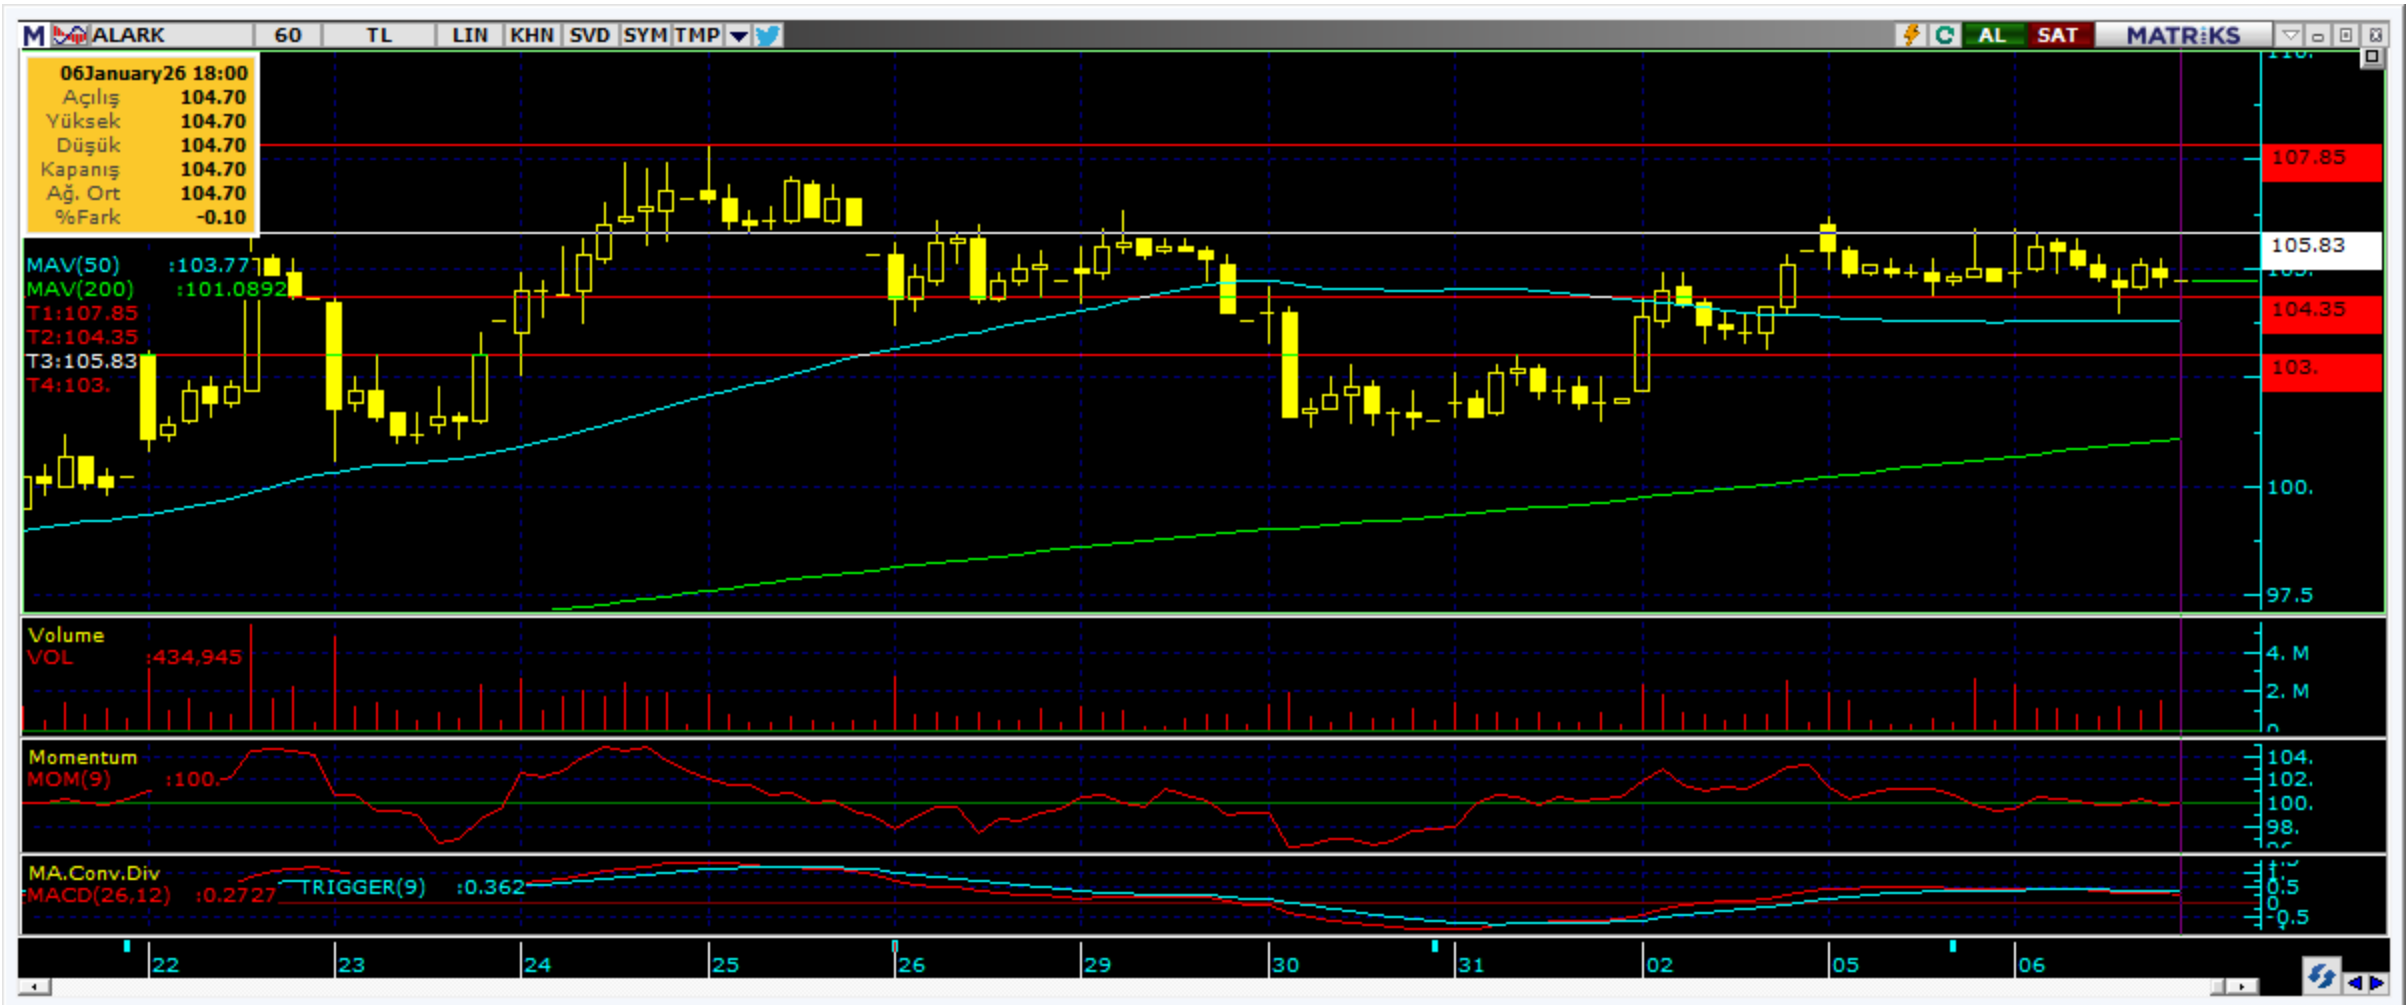 M ALARK 60 TL LIN KHN SVD SYM TMP AL SAT MATRİKS
06January26 18:00
Açılış 104.70
Yüksek 104.70
Düşük 104.70
Kapanış 104.70
Ağ. Ort 104.70
%Fark -0.10
MAV(50) :103.77
MAV(200) :101.0892
T1:107.85
T2:104.35
T3:105.83
T4:103.
107.85
105.83
104.35
103.
100.
97.5
Volume
VOL :434,945
4. M
2. M
0
Momentum
MOM(9) :100.
104.
102.
100.
98.
MA.Conv.Div
MACD(26,12) :0.2727 TRIGGER(9) :0.362
1.
0.5
0
-0.5
22 23 24 25 26 29 30 31 02 05 06